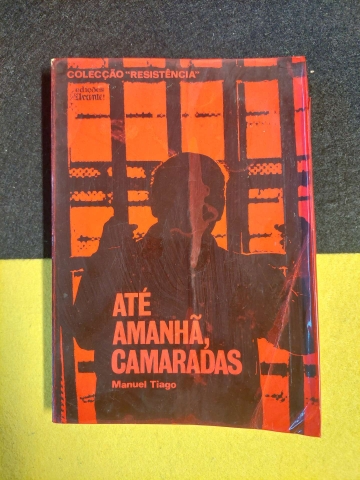 COLECÇÃO "RESISTÊNCIA"
edições
Avante!
ATÉ
AMANHÃ,
CAMARADAS
Manuel Tiago